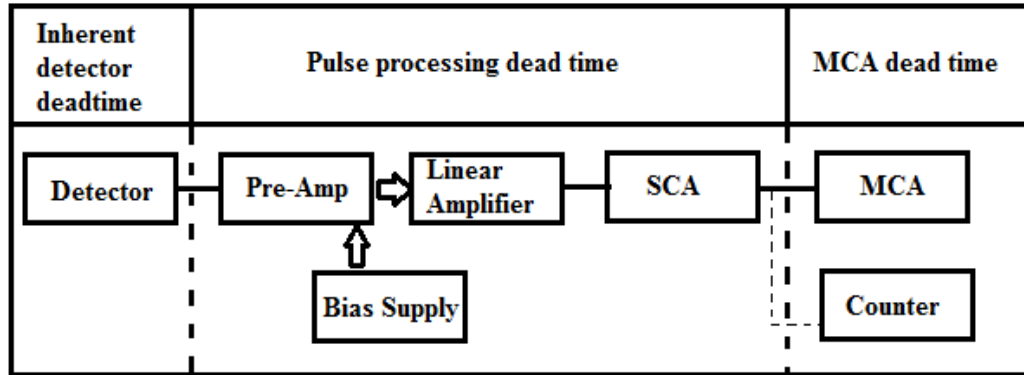 Inherent
detector
deadtime
Pulse processing dead time
MCA dead time
Detector
Pre-Amp
Linear
Amplifier
SCA
MCA
Bias Supply
Counter